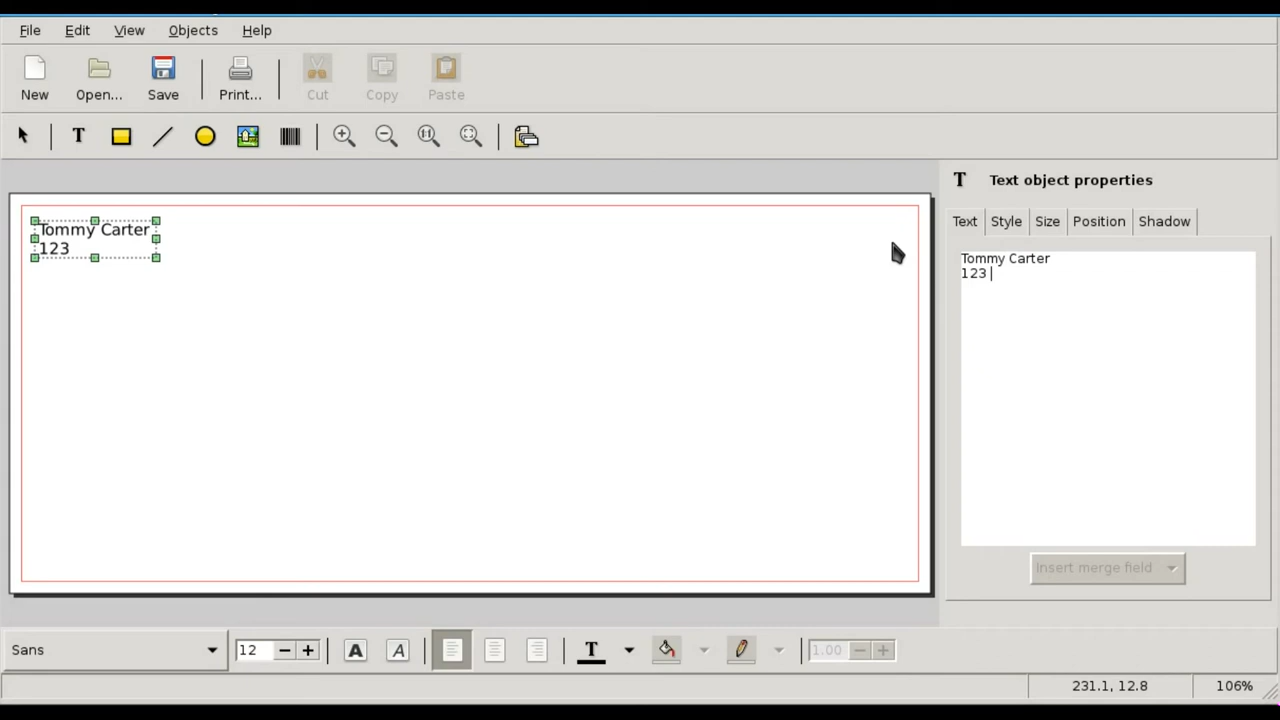 File Edit View Objects Help
New Open... Save Print... Cut Copy Paste
T
Tommy Carter
123
T Text object properties
Text Style Size Position Shadow
Tommy Carter
123
Insert merge field
Sans 12 A A T 1.00
231.1, 12.8 106%